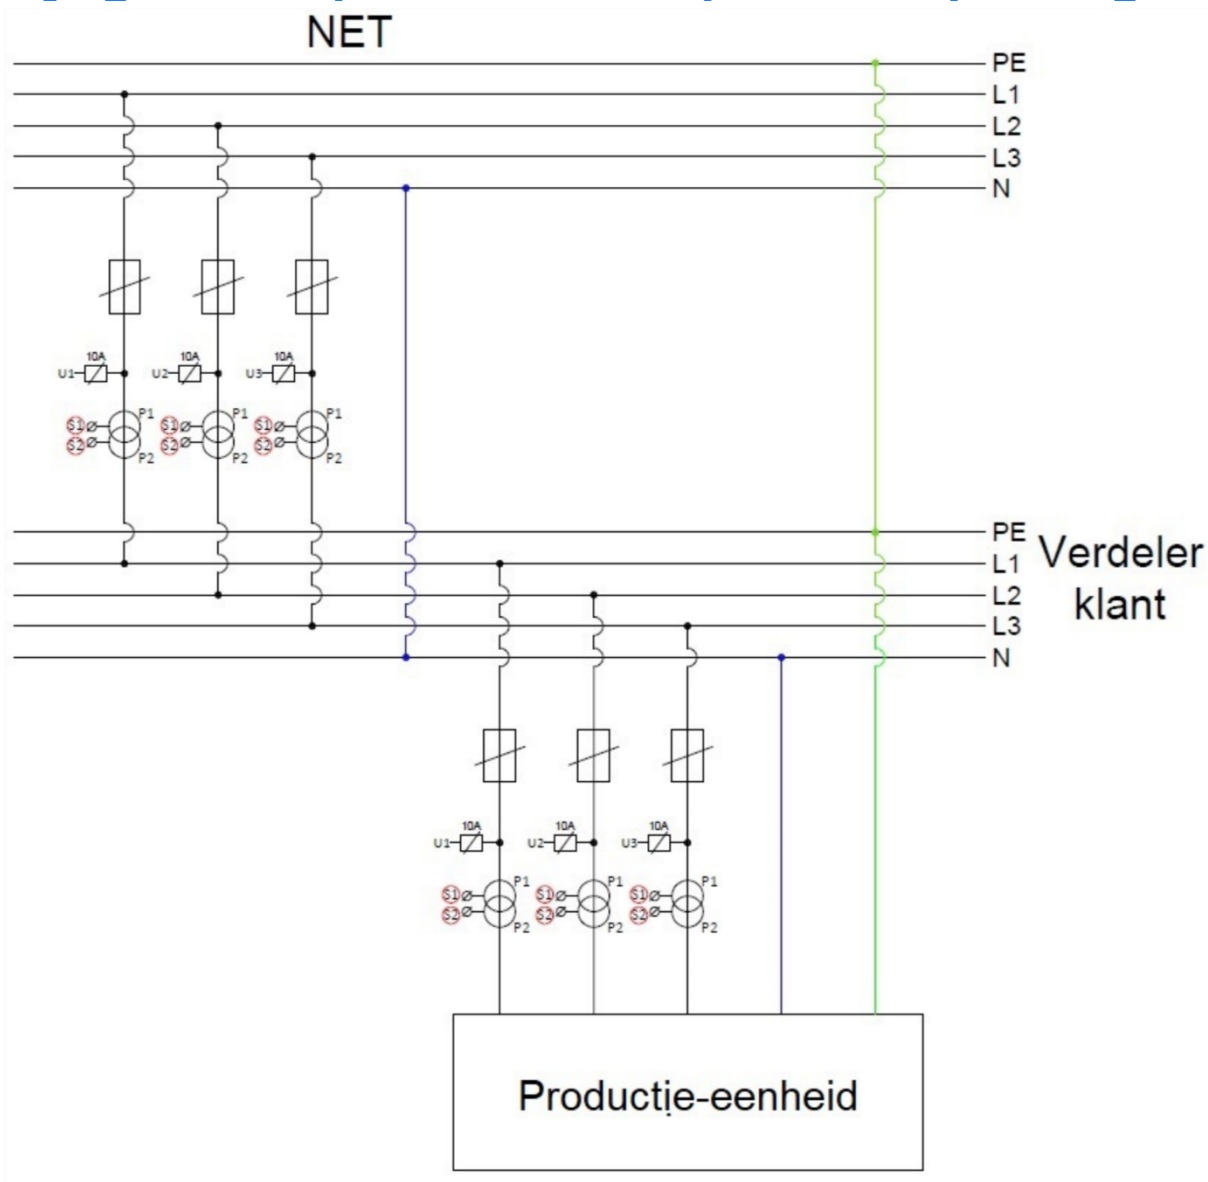 NET
PE
L1
L2
L3
N
10A 10A 10A
U1 U2 U3
S1 P1 S1 P1 S1 P1
S2 P2 S2 P2 S2 P2
PE
L1
L2
L3
N
Verdeler
klant
10A 10A 10A
U1 U2 U3
S1 P1 S1 P1 S1 P1
S2 P2 S2 P2 S2 P2
Productie-eenheid